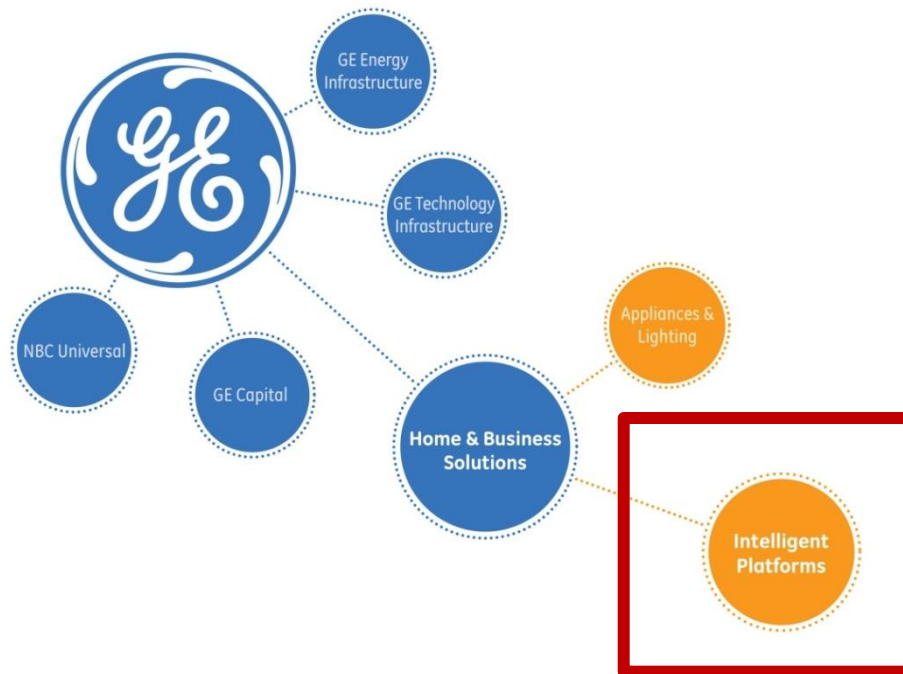 GE
GE Energy
Infrastructure
GE Technology
Infrastructure
NBC Universal
GE Capital
Appliances &
Lighting
Home & Business
Solutions
Intelligent
Platforms